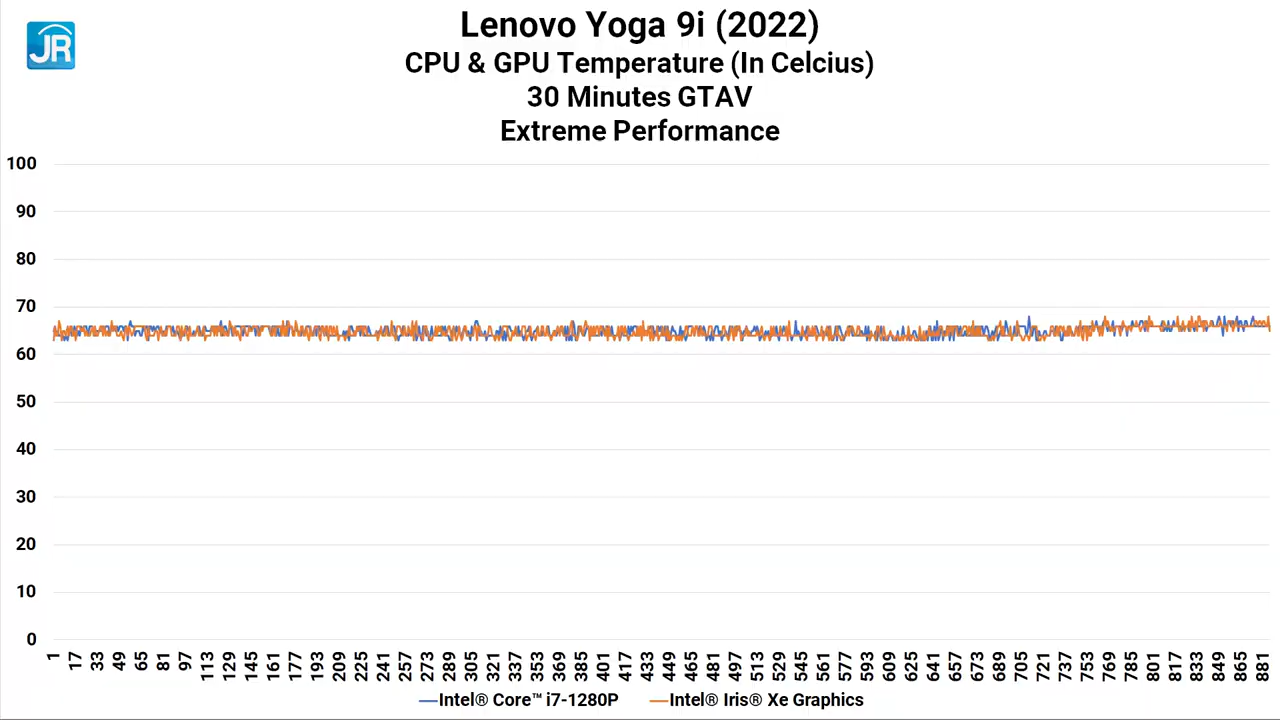 JR
Lenovo Yoga 9i (2022)
CPU & GPU Temperature (In Celcius)
30 Minutes GTAV
Extreme Performance
100
90
80
70
60
50
40
30
20
10
0
1 17 33 49 65 81 97 113 129 145 161 177 193 209 225 241 257 273 289 305 321 337 353 369 385 401 417 433 449 465 481 497 513 529 545 561 577 593 609 625 641 657 673 689 705 721 737 753 769 785 801 817 833 849 865 881
Intel® Core™ i7-1280P Intel® Iris® Xe Graphics